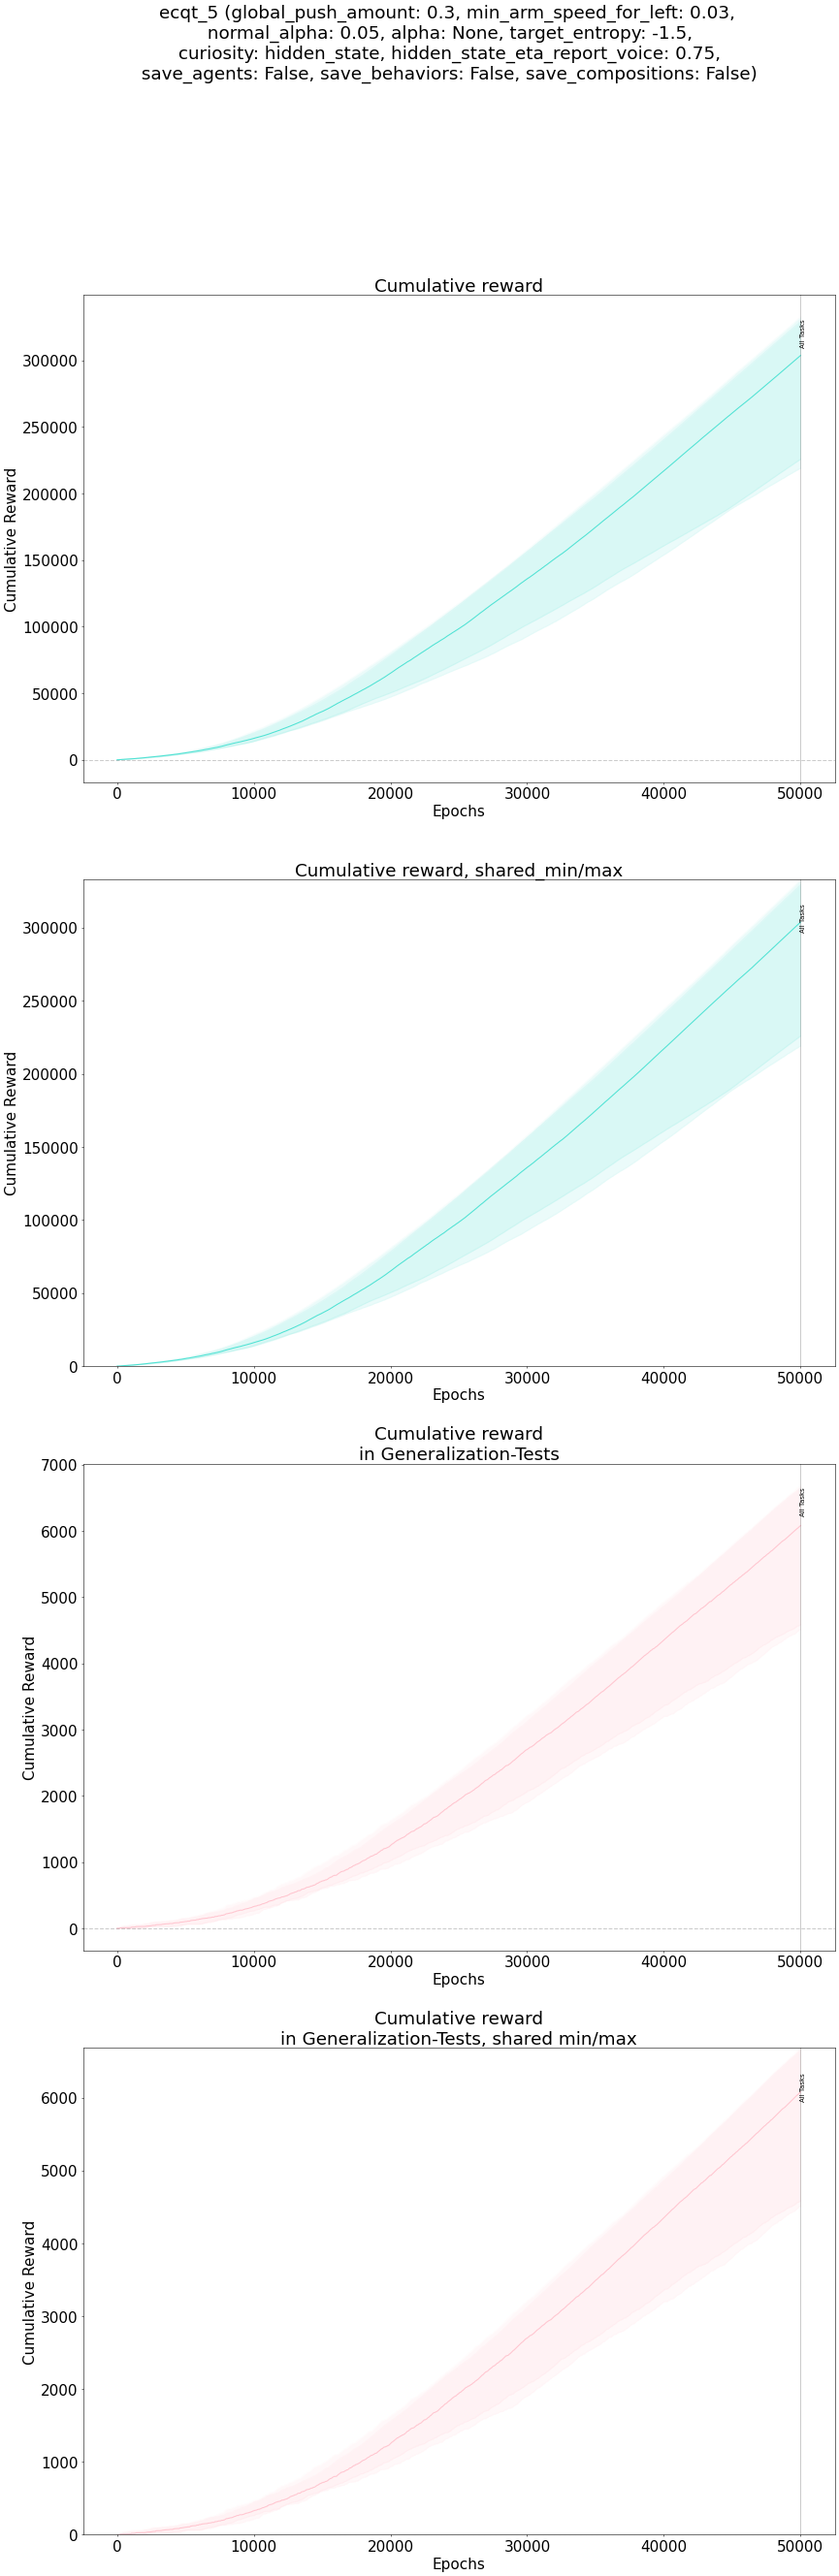 ecqt_5 (global_push_amount: 0.3, min_arm_speed_for_left: 0.03,
normal_alpha: 0.05, alpha: None, target_entropy: -1.5,
curiosity: hidden_state, hidden_state_eta_report_voice: 0.75,
save_agents: False, save_behaviors: False, save_compositions: False)
Cumulative reward
All Tasks
300000
250000
200000
150000
100000
50000
0
Cumulative Reward
0 10000 20000 30000 40000 50000
Epochs
Cumulative reward, shared_min/max
All Tasks
300000
250000
200000
150000
100000
50000
0
Cumulative Reward
0 10000 20000 30000 40000 50000
Epochs
Cumulative reward
in Generalization-Tests
All Tasks
7000
6000
5000
4000
3000
2000
1000
0
Cumulative Reward
0 10000 20000 30000 40000 50000
Epochs
Cumulative reward
in Generalization-Tests, shared min/max
All Tasks
6000
5000
4000
3000
2000
1000
0
Cumulative Reward
0 10000 20000 30000 40000 50000
Epochs